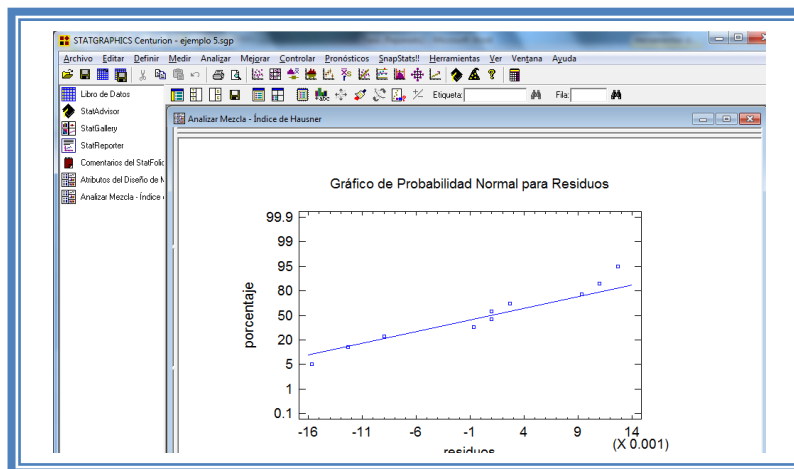 STATGRAPHICS Centurion - ejemplo 5.sgp
Archivo Editar Definir Medir Analizar Mejorar Controlar Pronósticos SnapStats!! Herramientas Ver Ventana Ayuda
Etiqueta: Fila:
Libro de Datos
StatAdvisor
StatGallery
StatReporter
Comentarios del StatFolio
Atributos del Diseño de M
Analizar Mezcla - Índice
Analizar Mezcla - Índice de Hausner
Gráfico de Probabilidad Normal para Residuos
porcentaje
99.9
99
95
80
50
20
5
1
0.1
-16 -11 -6 -1 4 9 14
(X 0.001)
residuos